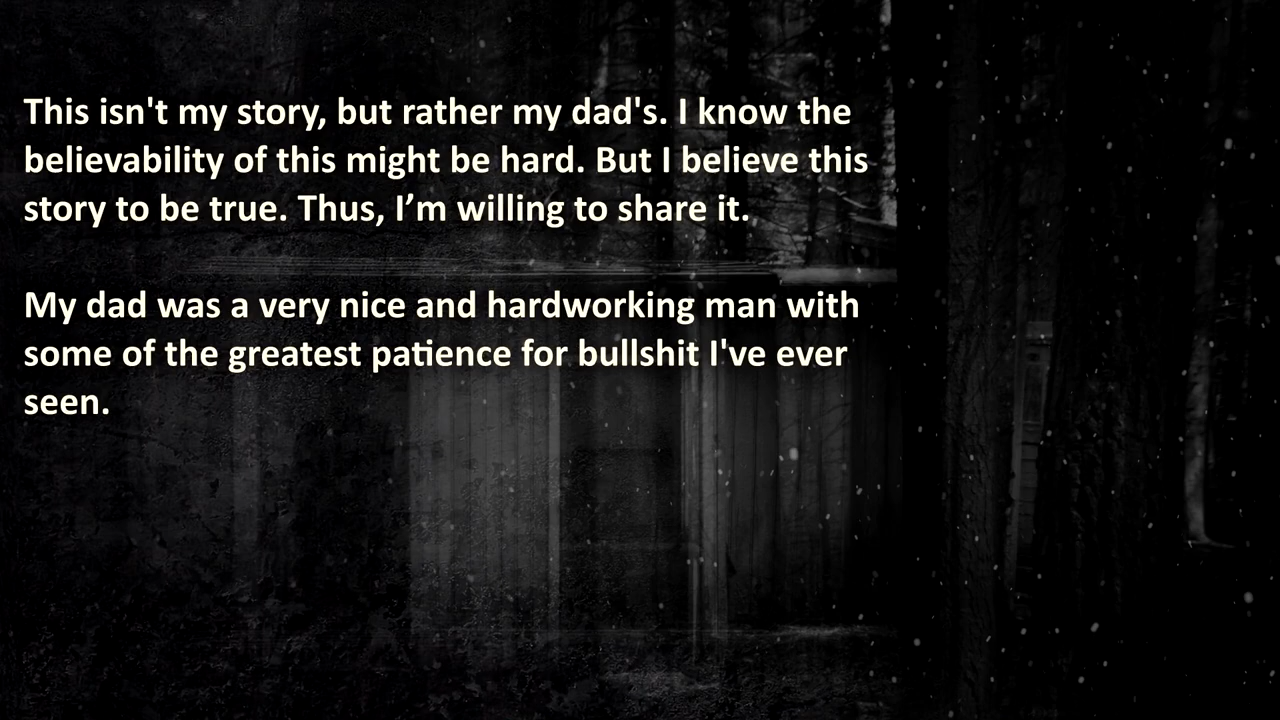 This isn't my story, but rather my dad's. I know the
believability of this might be hard. But I believe this
story to be true. Thus, I’m willing to share it.
My dad was a very nice and hardworking man with
some of the greatest patience for bullshit I've ever
seen.